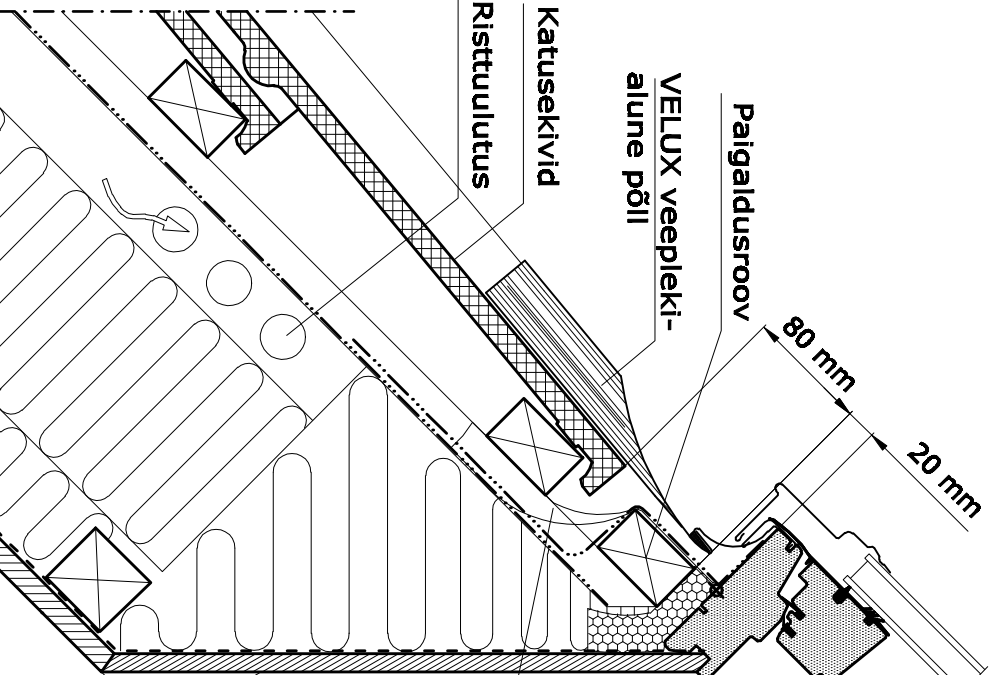 Risttuulutus
Katusekivid
VELUX veepleki-
alune põll
Paigaldusroov
80 mm
20 mm